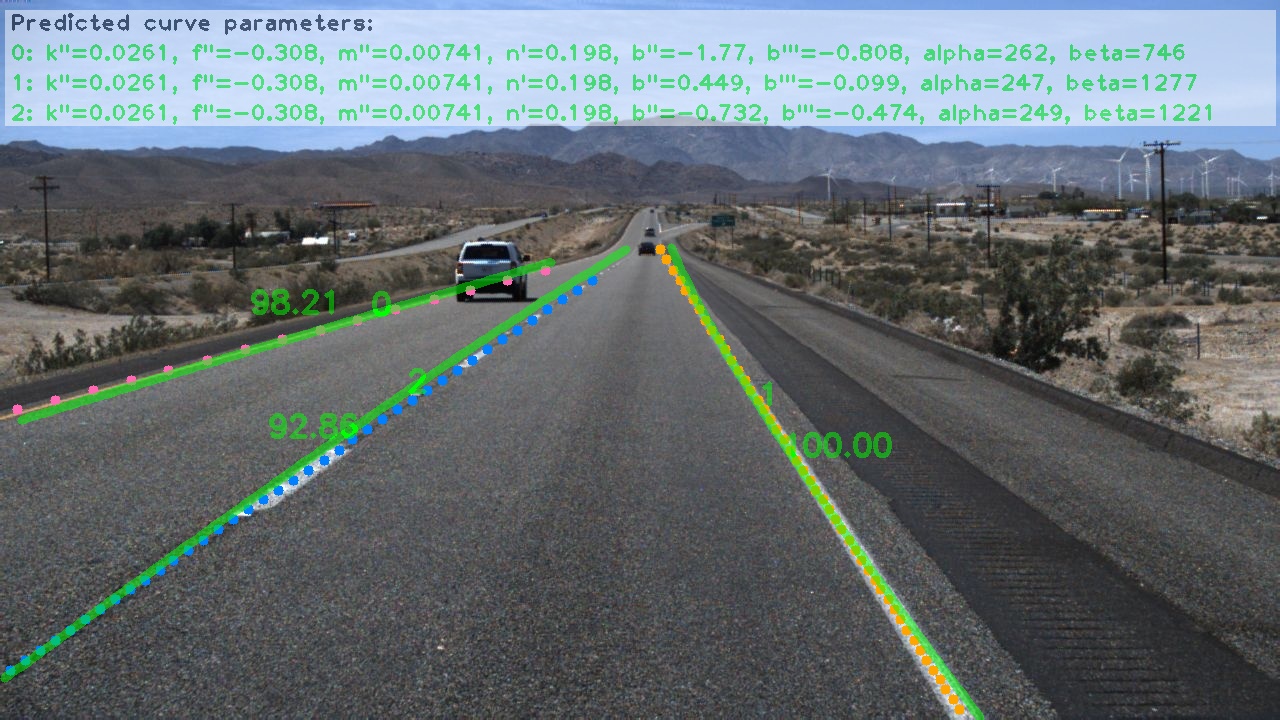 Predicted curve parameters:
0: k''=0.0261, f''=−0.308, m''=0.00741, n'=0.198, b''=−1.77, b'''=−0.808, alpha=262, beta=746
1: k''=0.0261, f''=−0.308, m''=0.00741, n'=0.198, b''=0.449, b'''=−0.099, alpha=247, beta=1277
2: k''=0.0261, f''=−0.308, m''=0.00741, n'=0.198, b''=−0.732, b'''=−0.474, alpha=249, beta=1221
98.21 0
2
1
92.86
100.00